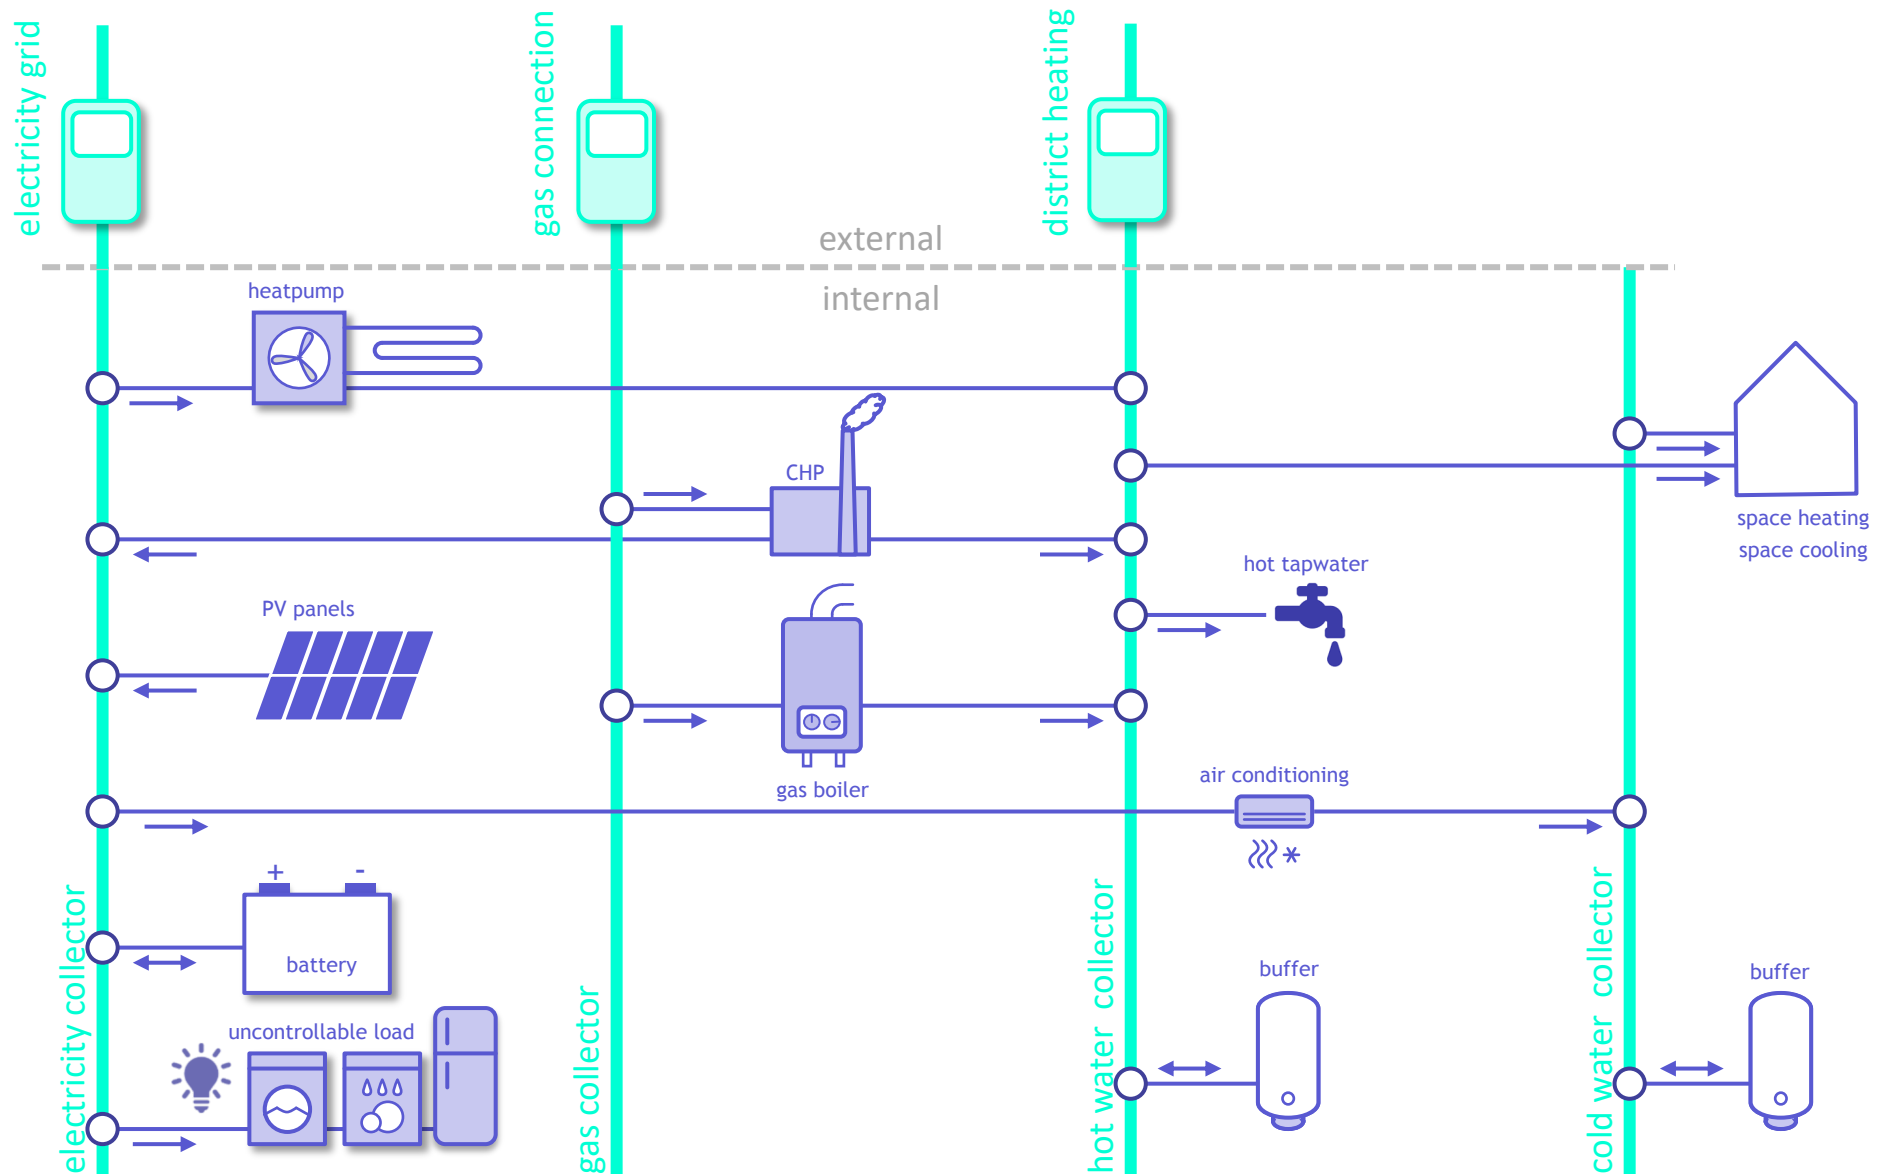 electricity grid
gas connection
district heating
external
internal
heatpump
CHP
space heating
space cooling
hot tapwater
PV panels
gas boiler
air conditioning
+ -
battery
buffer
buffer
uncontrollable load
electricity collector
gas collector
hot water collector
cold water collector